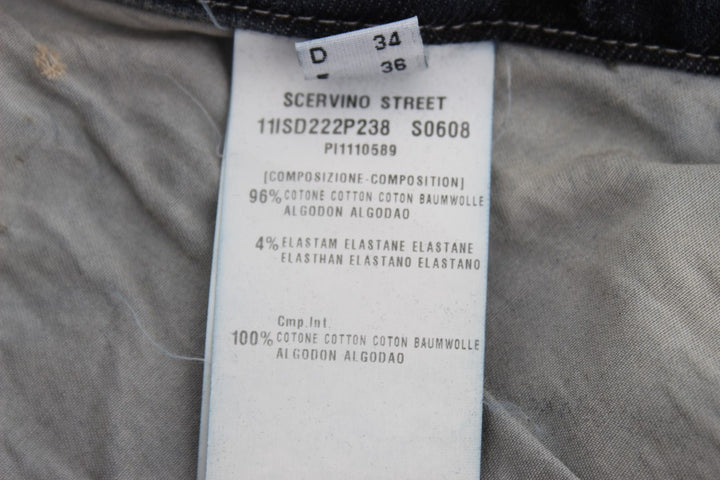 D 34
36
SCERVINO STREET
11ISD222P238 S0608
PI1110589
[COMPOSIZIONE-COMPOSITION]
96% COTONE COTTON COTON BAUMWOLLE
ALGODON ALGODAO
4% ELASTAM ELASTANE ELASTANE
ELASTHAN ELASTANO ELASTANO
Cmp.Int.
100% COTONE COTTON COTON BAUMWOLLE
ALGODON ALGODAO